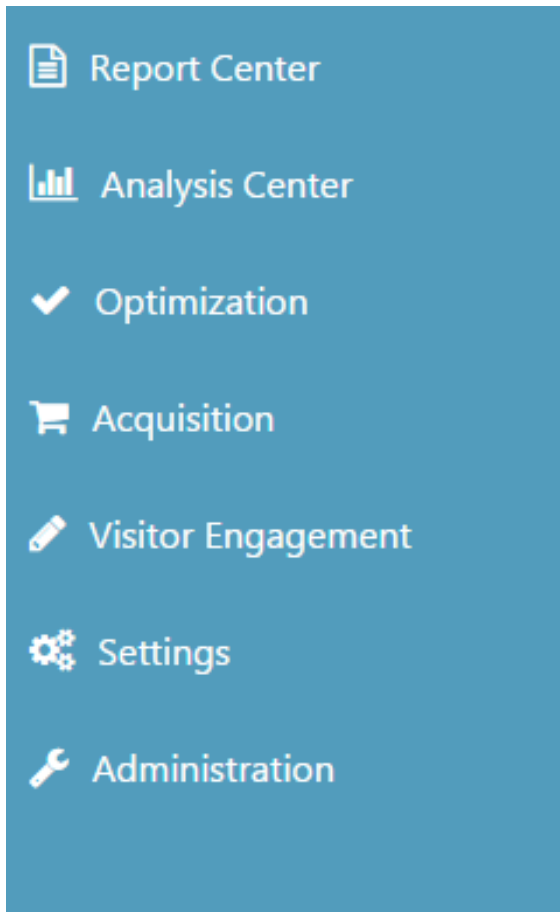 Report Center
Analysis Center
Optimization
Acquisition
Visitor Engagement
Settings
Administration